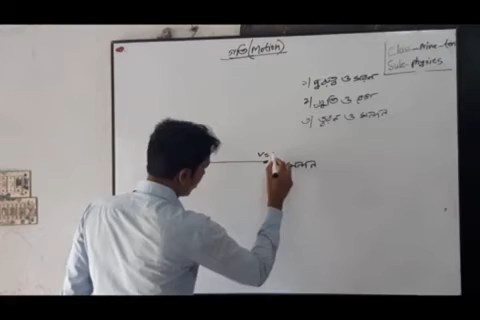 গতি (Motion)
Class - Nine-ten
Sub- physics
১) দূরত্ব ও সরণ
২) দ্রুতি ও বেগ
৩) ত্বরণ ও মন্দন
v=